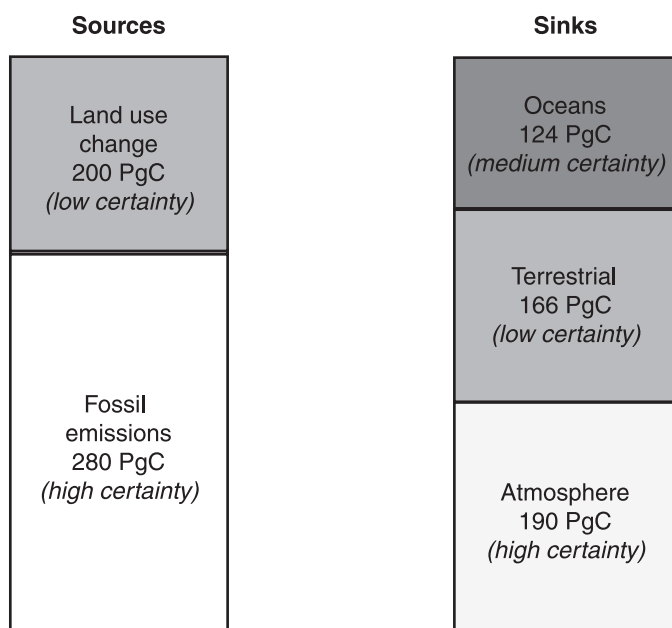 Sources
Land use
change
200 PgC
(low certainty)
Fossil
emissions
280 PgC
(high certainty)
Sinks
Oceans
124 PgC
(medium certainty)
Terrestrial
166 PgC
(low certainty)
Atmosphere
190 PgC
(high certainty)